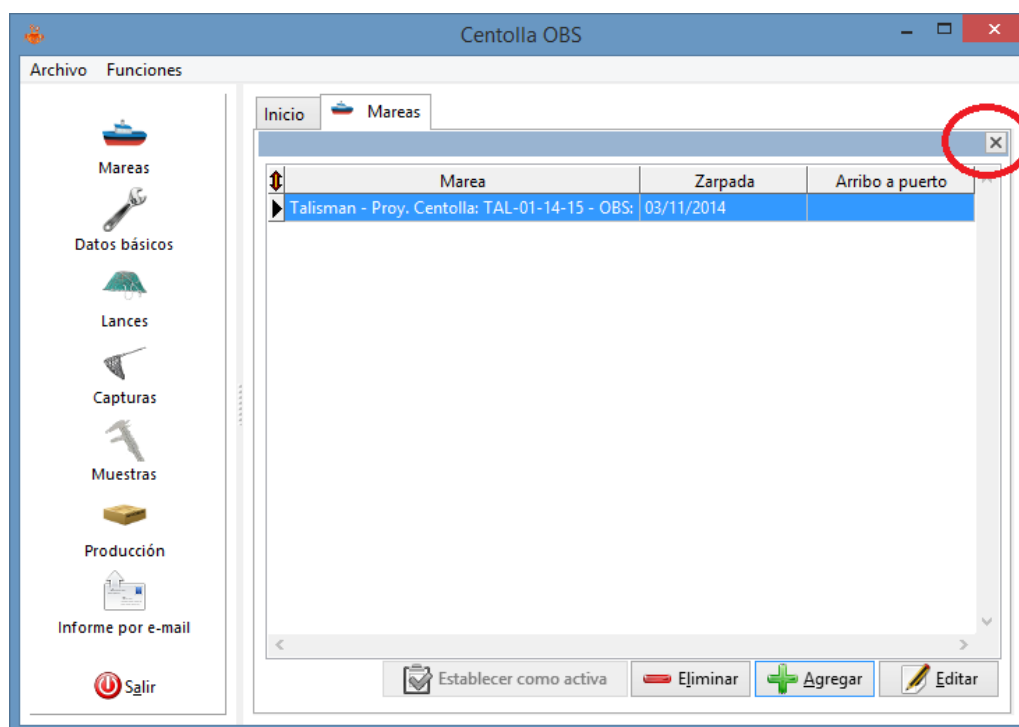 Centolla OBS
Archivo Funciones
Inicio Mareas
Mareas
Datos básicos
Lances
Capturas
Muestras
Producción
Informe por e-mail
Salir
Marea Zarpada Arribo a puerto
Talisman - Proy. Centolla: TAL-01-14-15 - OBS: 03/11/2014
Establecer como activa Eliminar Agregar Editar